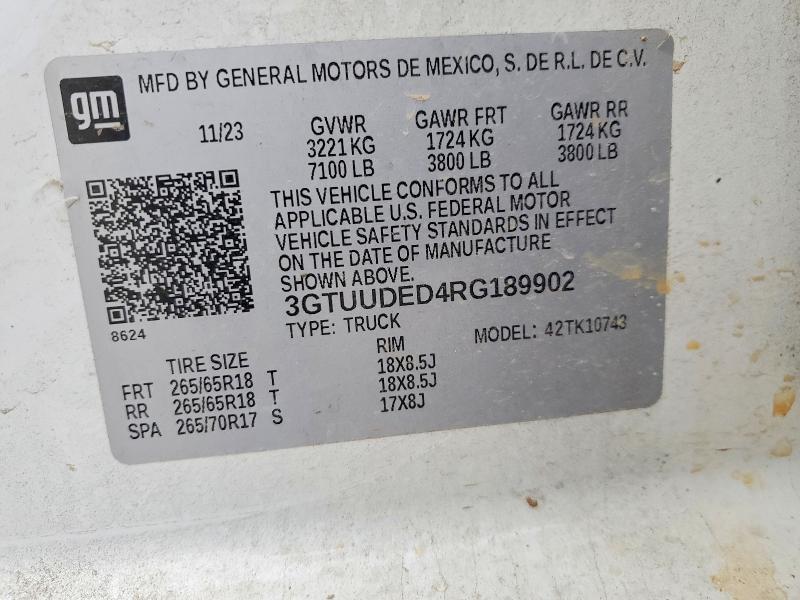 gm
MFD BY GENERAL MOTORS DE MEXICO, S. DE R.L. DE C.V.
11/23
GVWR GAWR FRT GAWR RR
3221 KG 1724 KG 1724 KG
7100 LB 3800 LB 3800 LB
THIS VEHICLE CONFORMS TO ALL
APPLICABLE U.S. FEDERAL MOTOR
VEHICLE SAFETY STANDARDS IN EFFECT
ON THE DATE OF MANUFACTURE
SHOWN ABOVE.
3GTUUDED4RG189902
8624
TYPE: TRUCK MODEL: 42TK10743
TIRE SIZE RIM
FRT 265/65R18 T 18X8.5J
RR 265/65R18 T 18X8.5J
SPA 265/70R17 S 17X8J